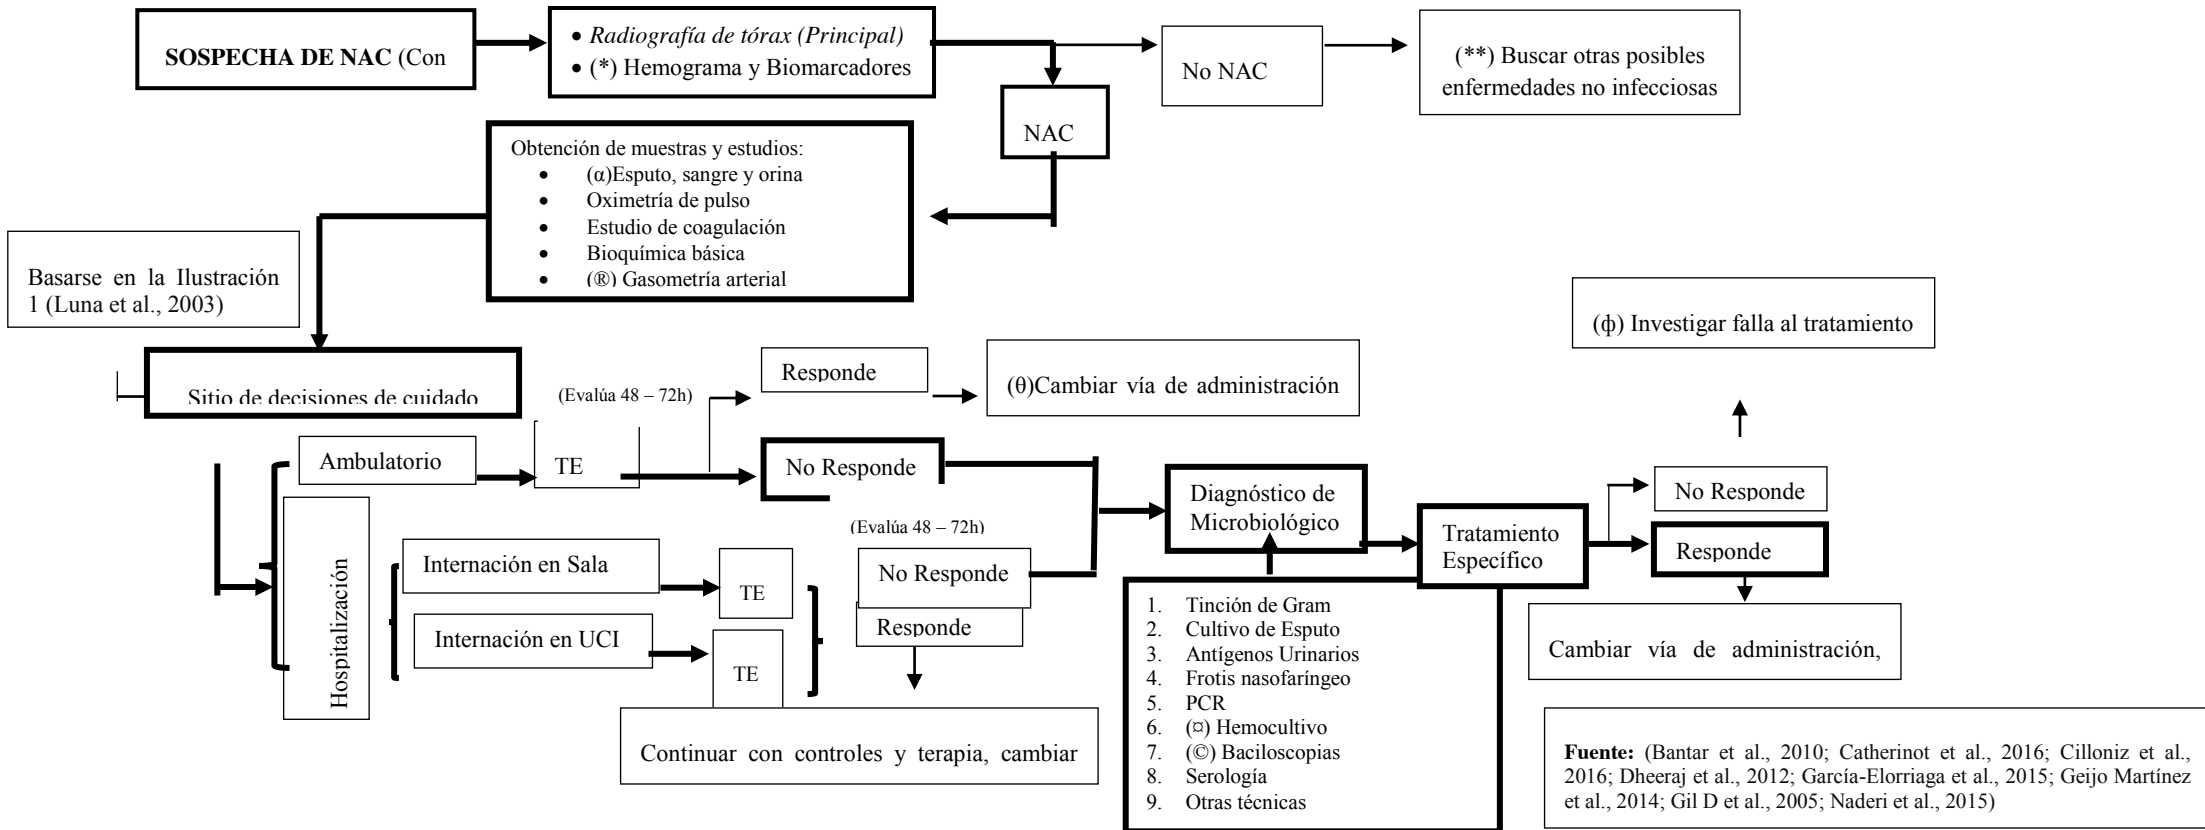 SOSPECHA DE NAC (Con
• Radiografía de tórax (Principal)
• (*) Hemograma y Biomarcadores
No NAC
(**) Buscar otras posibles
enfermedades no infecciosas
NAC
Obtención de muestras y estudios:
• (α)Esputo, sangre y orina
• Oximetría de pulso
• Estudio de coagulación
• Bioquímica básica
• (®) Gasometría arterial
Basarse en la Ilustración
1 (Luna et al., 2003)
(ф) Investigar falla al tratamiento
Sitio de decisiones de cuidado
(Evalúa 48 – 72h)
Responde
(θ)Cambiar vía de administración
Ambulatorio
TE
No Responde
Hospitalización
Internación en Sala
TE
Internación en UCI
TE
(Evalúa 48 – 72h)
No Responde
Responde
Continuar con controles y terapia, cambiar
Diagnóstico de
Microbiológico
Tratamiento
Específico
No Responde
Responde
Cambiar vía de administración,
1. Tinción de Gram
2. Cultivo de Esputo
3. Antígenos Urinarios
4. Frotis nasofaríngeo
5. PCR
6. (¤) Hemocultivo
7. (©) Baciloscopias
8. Serología
9. Otras técnicas
Fuente: (Bantar et al., 2010; Catherinot et al., 2016; Cilloniz et al.,
2016; Dheeraj et al., 2012; García-Elorriaga et al., 2015; Geijo Martínez
et al., 2014; Gil D et al., 2005; Naderi et al., 2015)